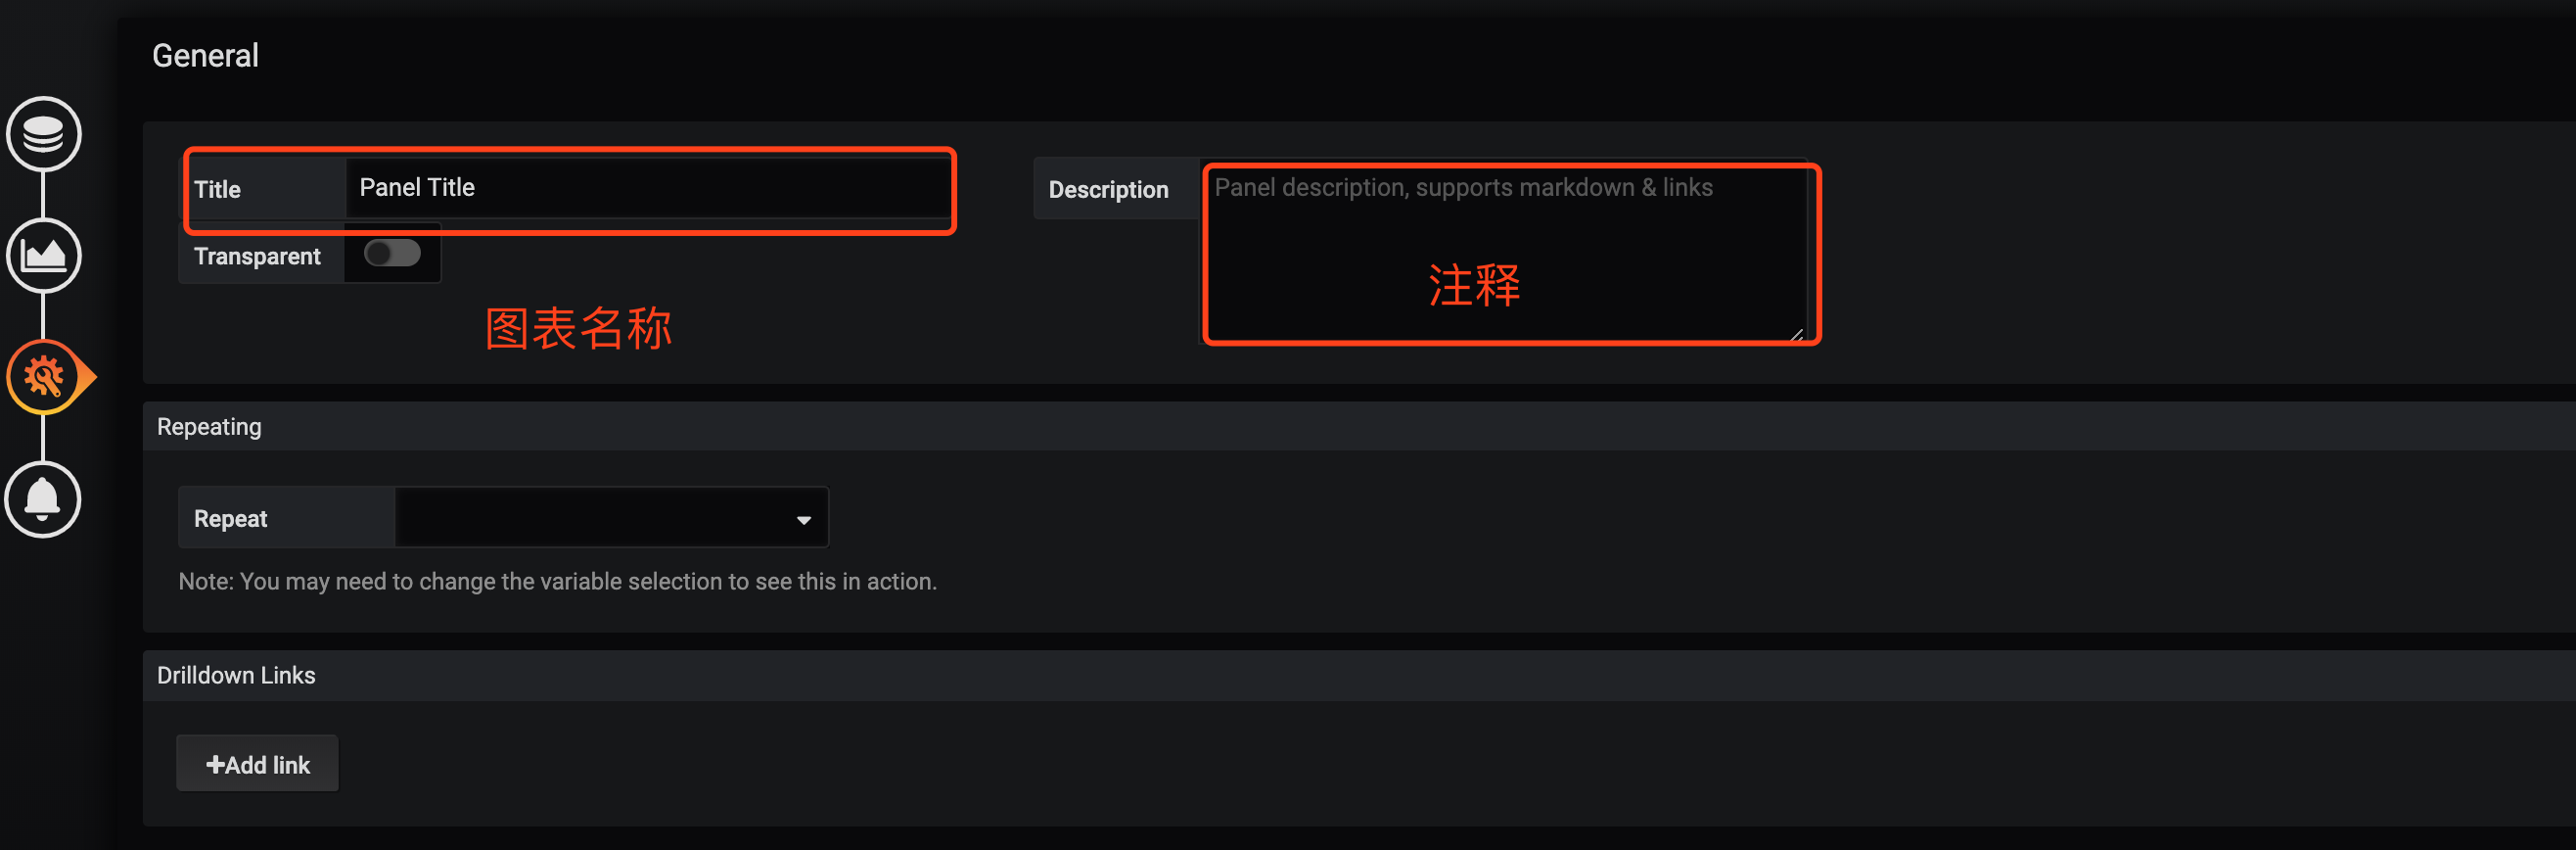 General
Title
Panel Title
Description
Panel description, supports markdown & links
Transparent
图表名称
注释
Repeating
Repeat
Note: You may need to change the variable selection to see this in action.
Drilldown Links
+Add link